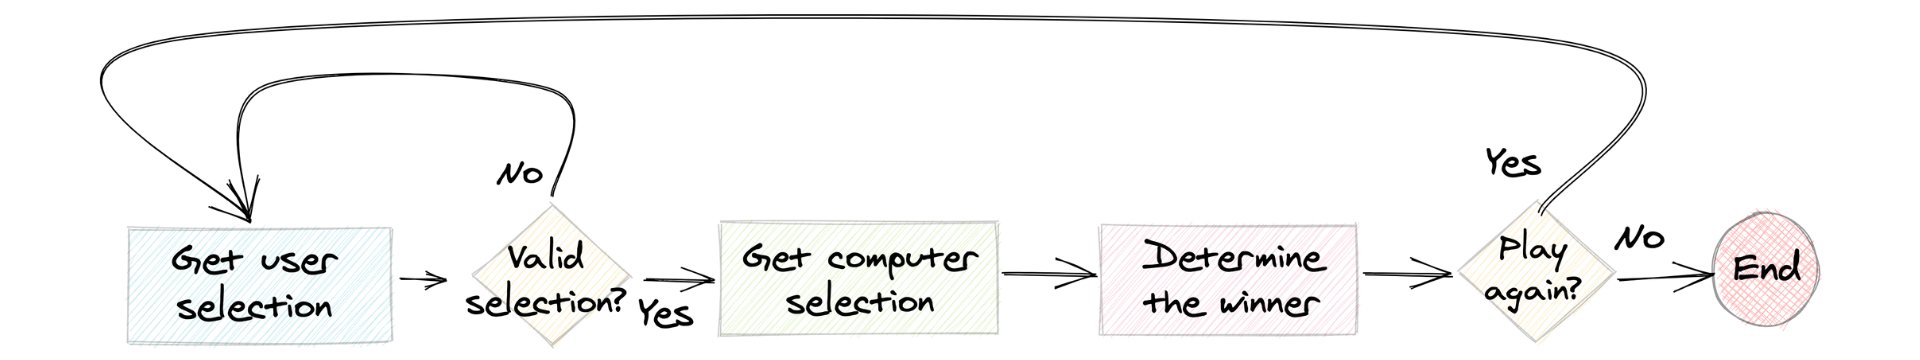 No
Yes
Get user
selection
Valid
selection?
Yes
Get computer
selection
Determine
the winner
Play
again?
No
End